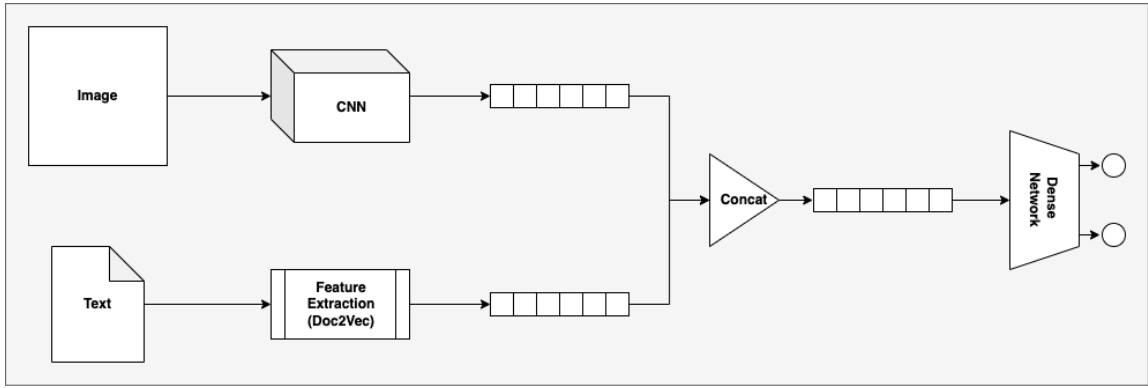 Image
CNN
Concat
Dense
Network
Text
Feature
Extraction
(Doc2Vec)